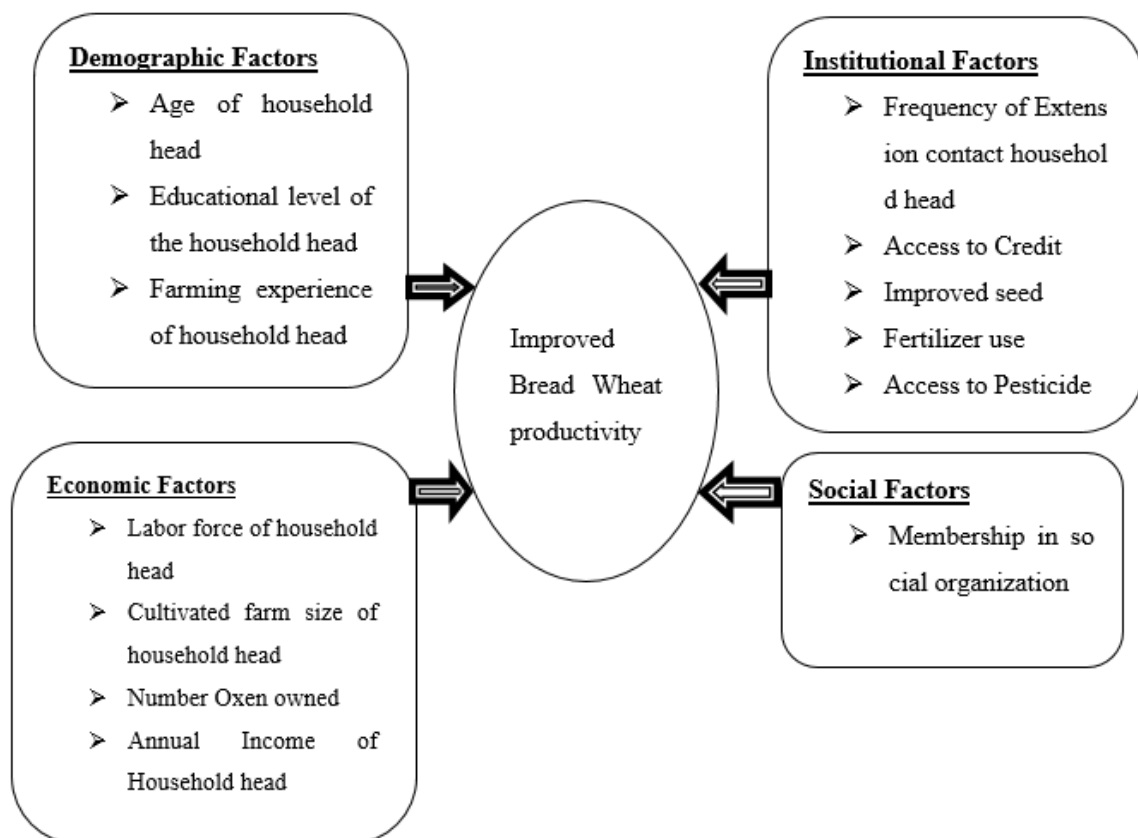 Demographic Factors
➤ Age of household
head
➤ Educational level of
the household head
➤ Farming experience
of household head
Institutional Factors
➤ Frequency of Extens
ion contact househol
d head
➤ Access to Credit
➤ Improved seed
➤ Fertilizer use
➤ Access to Pesticide
Improved
Bread Wheat
productivity
Economic Factors
➤ Labor force of household
head
➤ Cultivated farm size of
household head
➤ Number Oxen owned
➤ Annual Income of
Household head
Social Factors
➤ Membership in so
cial organization